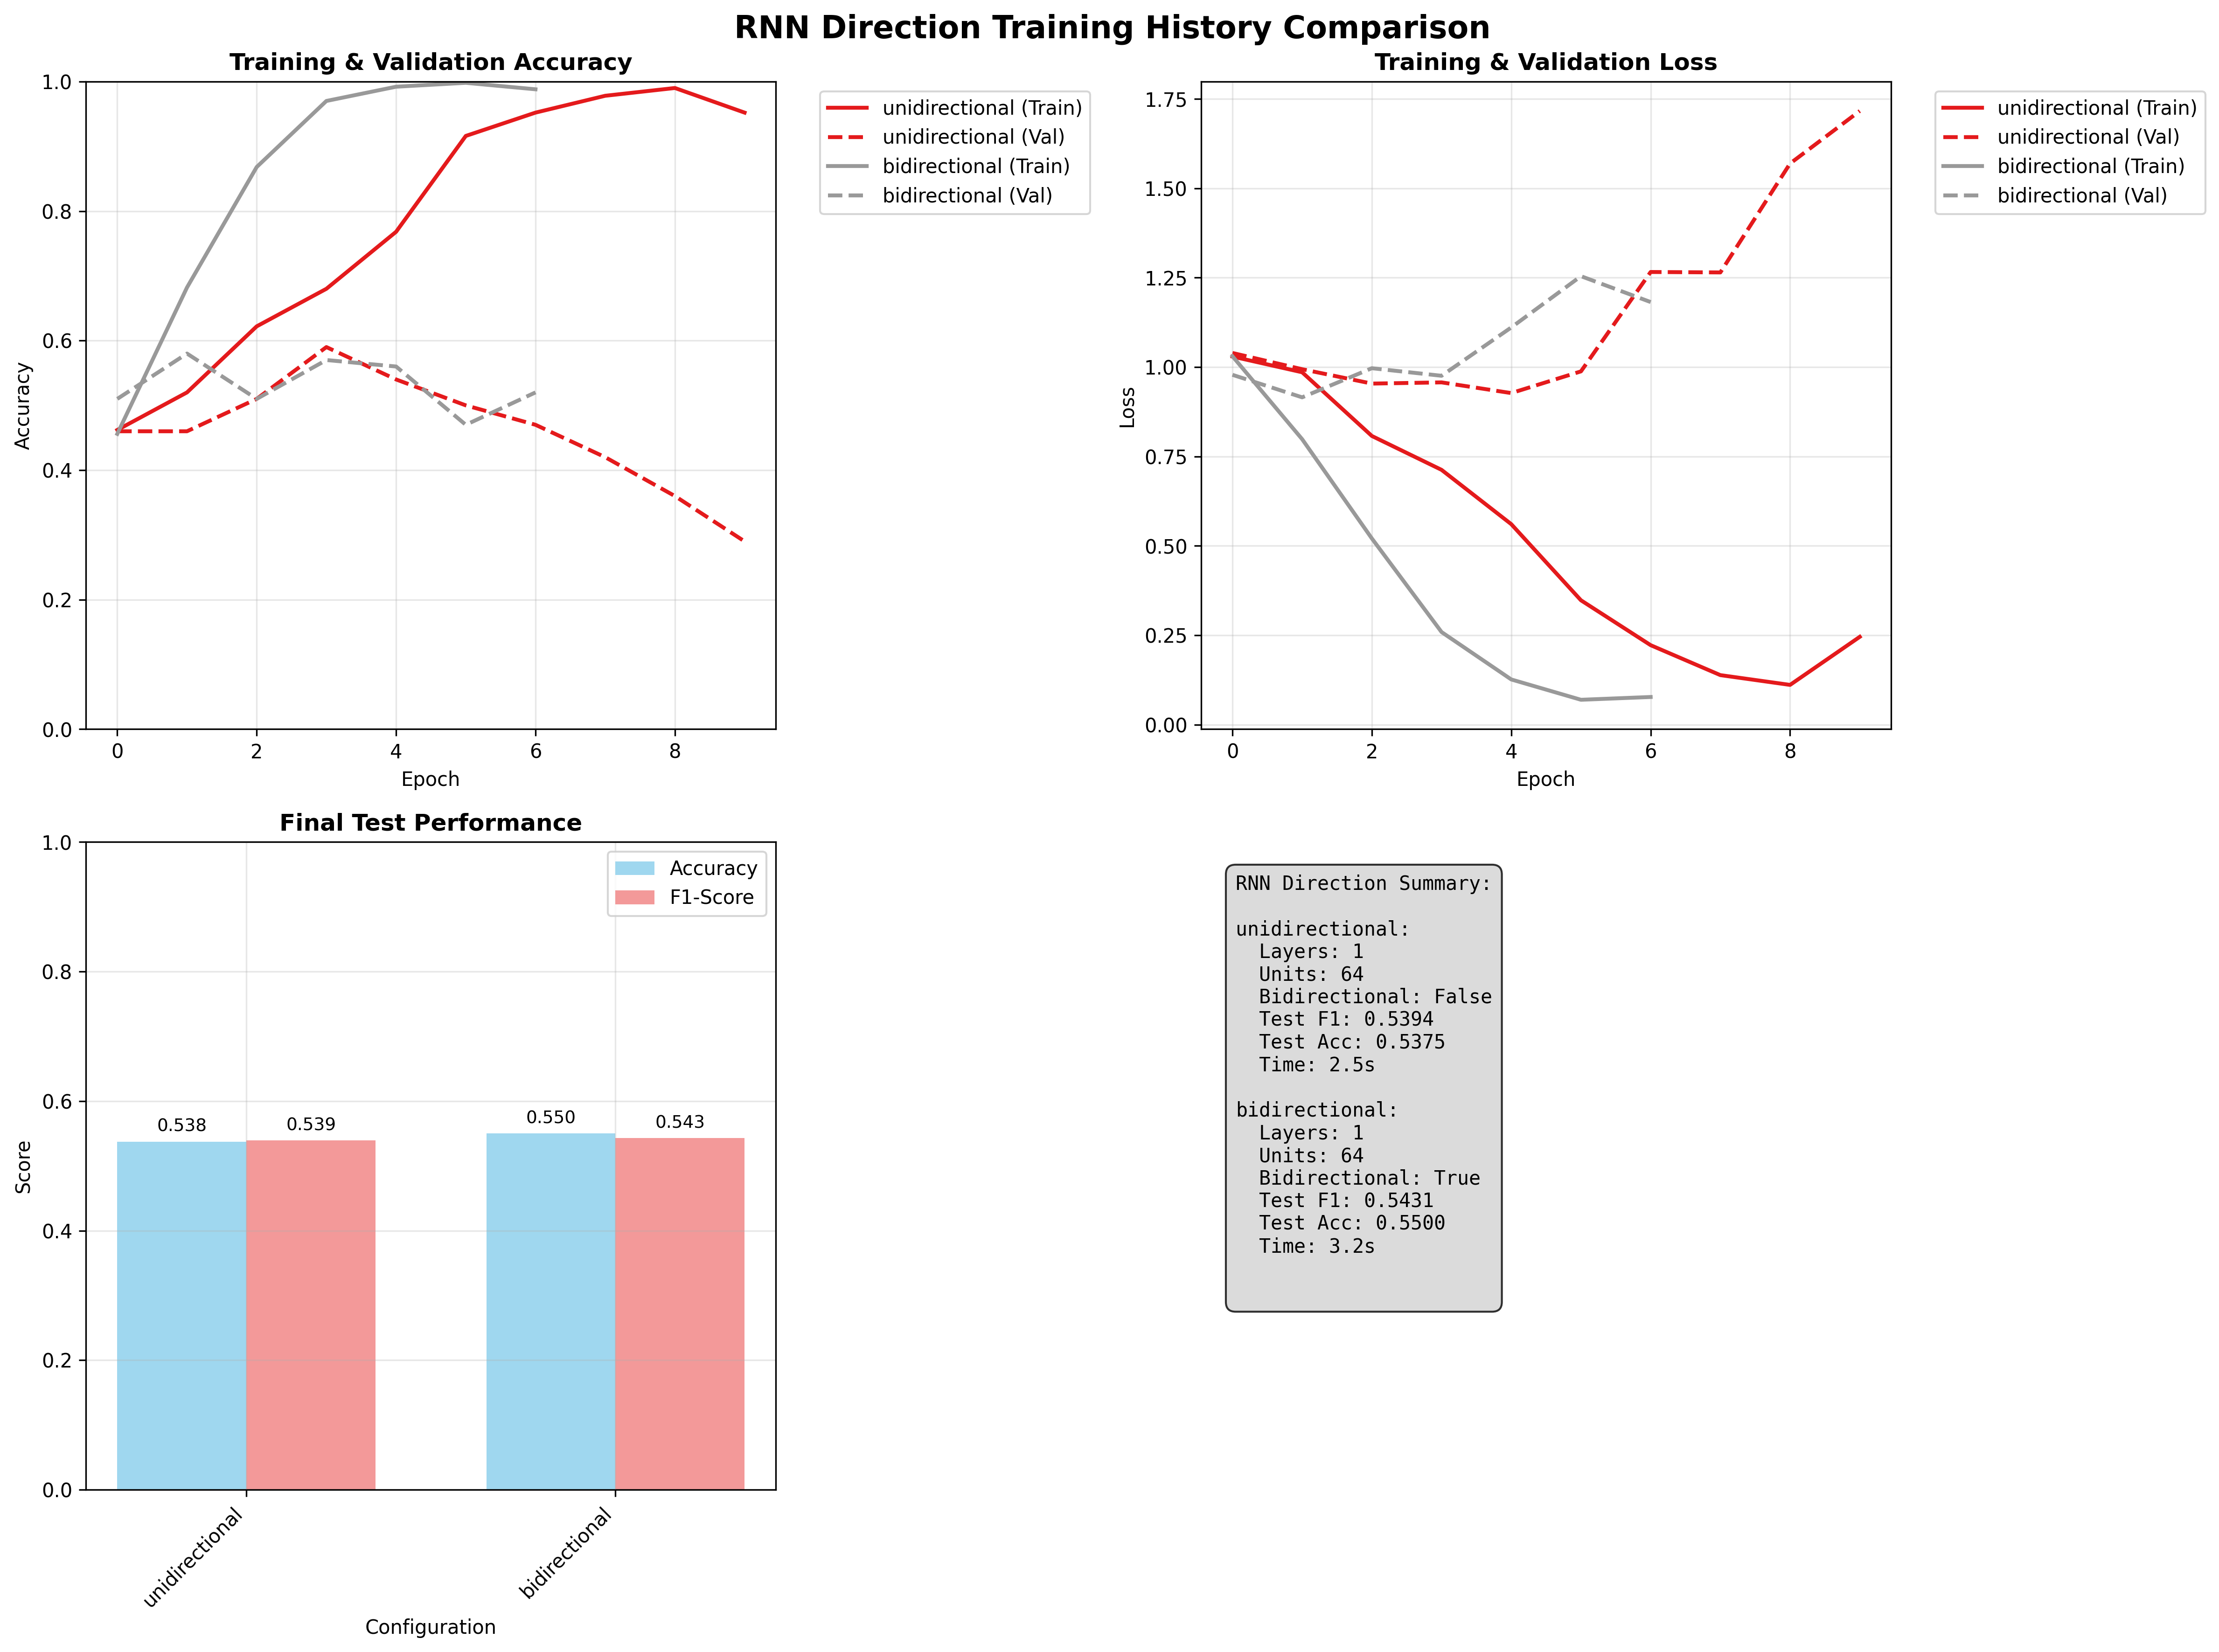 RNN Direction Training History Comparison
Training & Validation Accuracy
1.0
0.8
0.6
0.4
0.2
0.0
Accuracy
0
2
4
6
8
Epoch
unidirectional (Train)
unidirectional (Val)
bidirectional (Train)
bidirectional (Val)
Training & Validation Loss
1.75
1.50
1.25
1.00
0.75
0.50
0.25
0.00
Loss
0
2
4
6
8
Epoch
unidirectional (Train)
unidirectional (Val)
bidirectional (Train)
bidirectional (Val)
Final Test Performance
1.0
0.8
0.6
0.4
0.2
0.0
Score
Accuracy
F1-Score
0.538
0.539
0.550
0.543
unidirectional
bidirectional
Configuration
RNN Direction Summary:
unidirectional:
Layers: 1
Units: 64
Bidirectional: False
Test F1: 0.5394
Test Acc: 0.5375
Time: 2.5s
bidirectional:
Layers: 1
Units: 64
Bidirectional: True
Test F1: 0.5431
Test Acc: 0.5500
Time: 3.2s